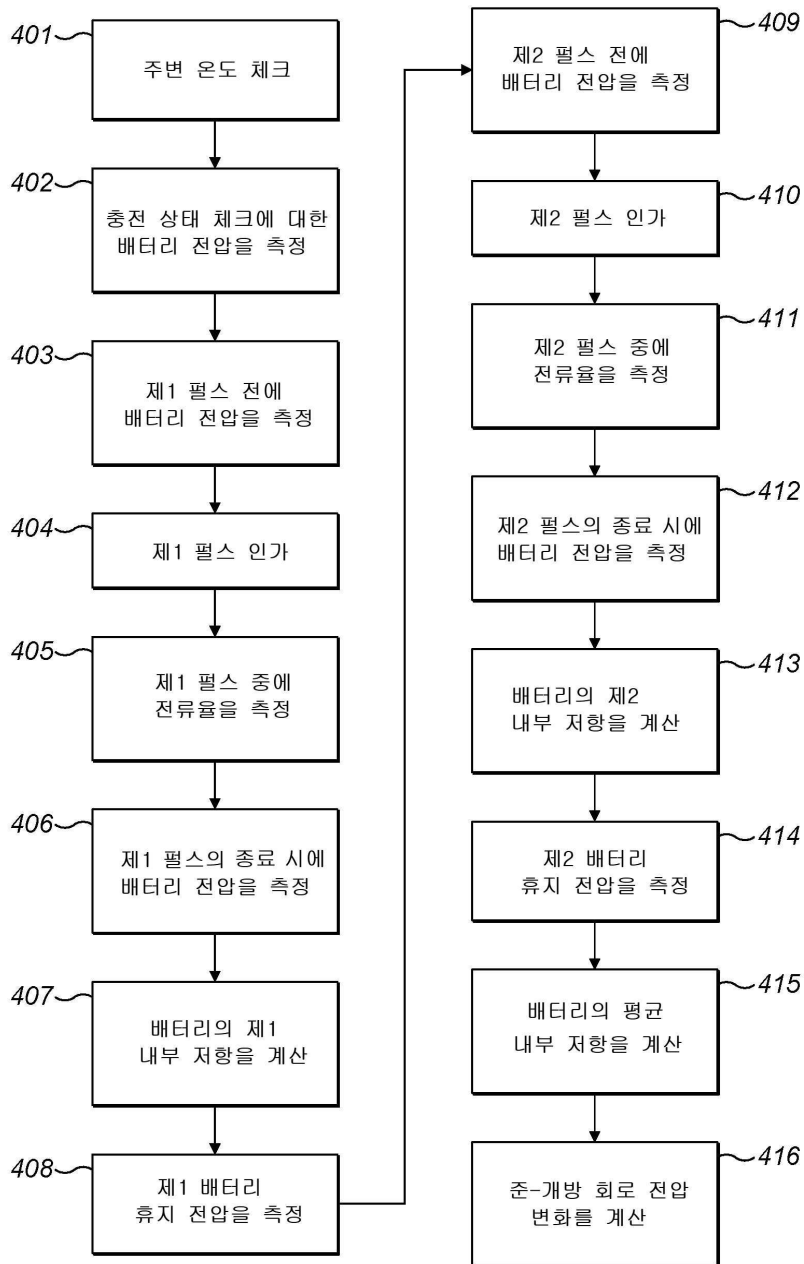 401
주변 온도 체크
402
충전 상태 체크에 대한
배터리 전압을 측정
403
제1 펄스 전에
배터리 전압을 측정
404
제1 펄스 인가
405
제1 펄스 중에
전류율을 측정
406
제1 펄스의 종료 시에
배터리 전압을 측정
407
배터리의 제1
내부 저항을 계산
408
제1 배터리
휴지 전압을 측정
409
제2 펄스 전에
배터리 전압을 측정
410
제2 펄스 인가
411
제2 펄스 중에
전류율을 측정
412
제2 펄스의 종료 시에
배터리 전압을 측정
413
배터리의 제2
내부 저항을 계산
414
제2 배터리
휴지 전압을 측정
415
배터리의 평균
내부 저항을 계산
416
준-개방 회로 전압
변화를 계산